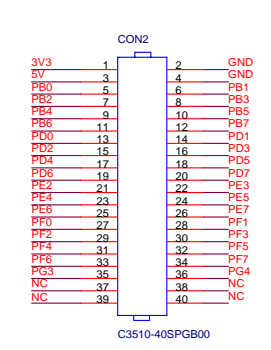 CON2
3V3 1 2 GND
5V 3 4 GND
PB0 5 6 PB1
PB2 7 8 PB3
PB4 9 10 PB5
PB6 11 12 PB7
PD0 13 14 PD1
PD2 15 16 PD3
PD4 17 18 PD5
PD6 19 20 PD7
PE2 21 22 PE3
PE4 23 24 PE5
PE6 25 26 PE7
PF0 27 28 PF1
PF2 29 30 PF3
PF4 31 32 PF5
PF6 33 34 PF7
PG3 35 36 PG4
NC 37 38 NC
NC 39 40 NC
C3510-40SPGB00